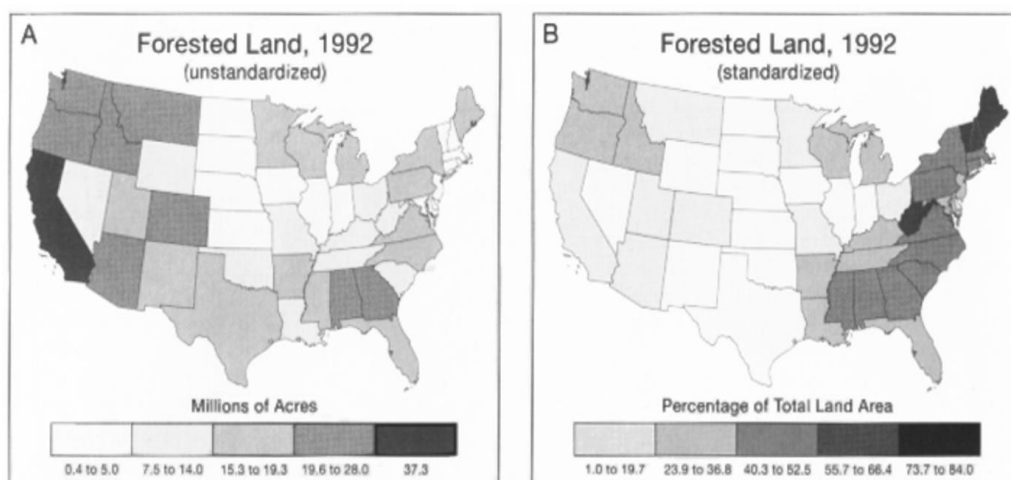 A
Forested Land, 1992
(unstandardized)
Millions of Acres
0.4 to 5.0 7.5 to 14.0 15.3 to 19.3 19.6 to 28.0 37.3
B
Forested Land, 1992
(standardized)
Percentage of Total Land Area
1.0 to 19.7 23.9 to 36.8 40.3 to 52.5 55.7 to 66.4 73.7 to 84.0